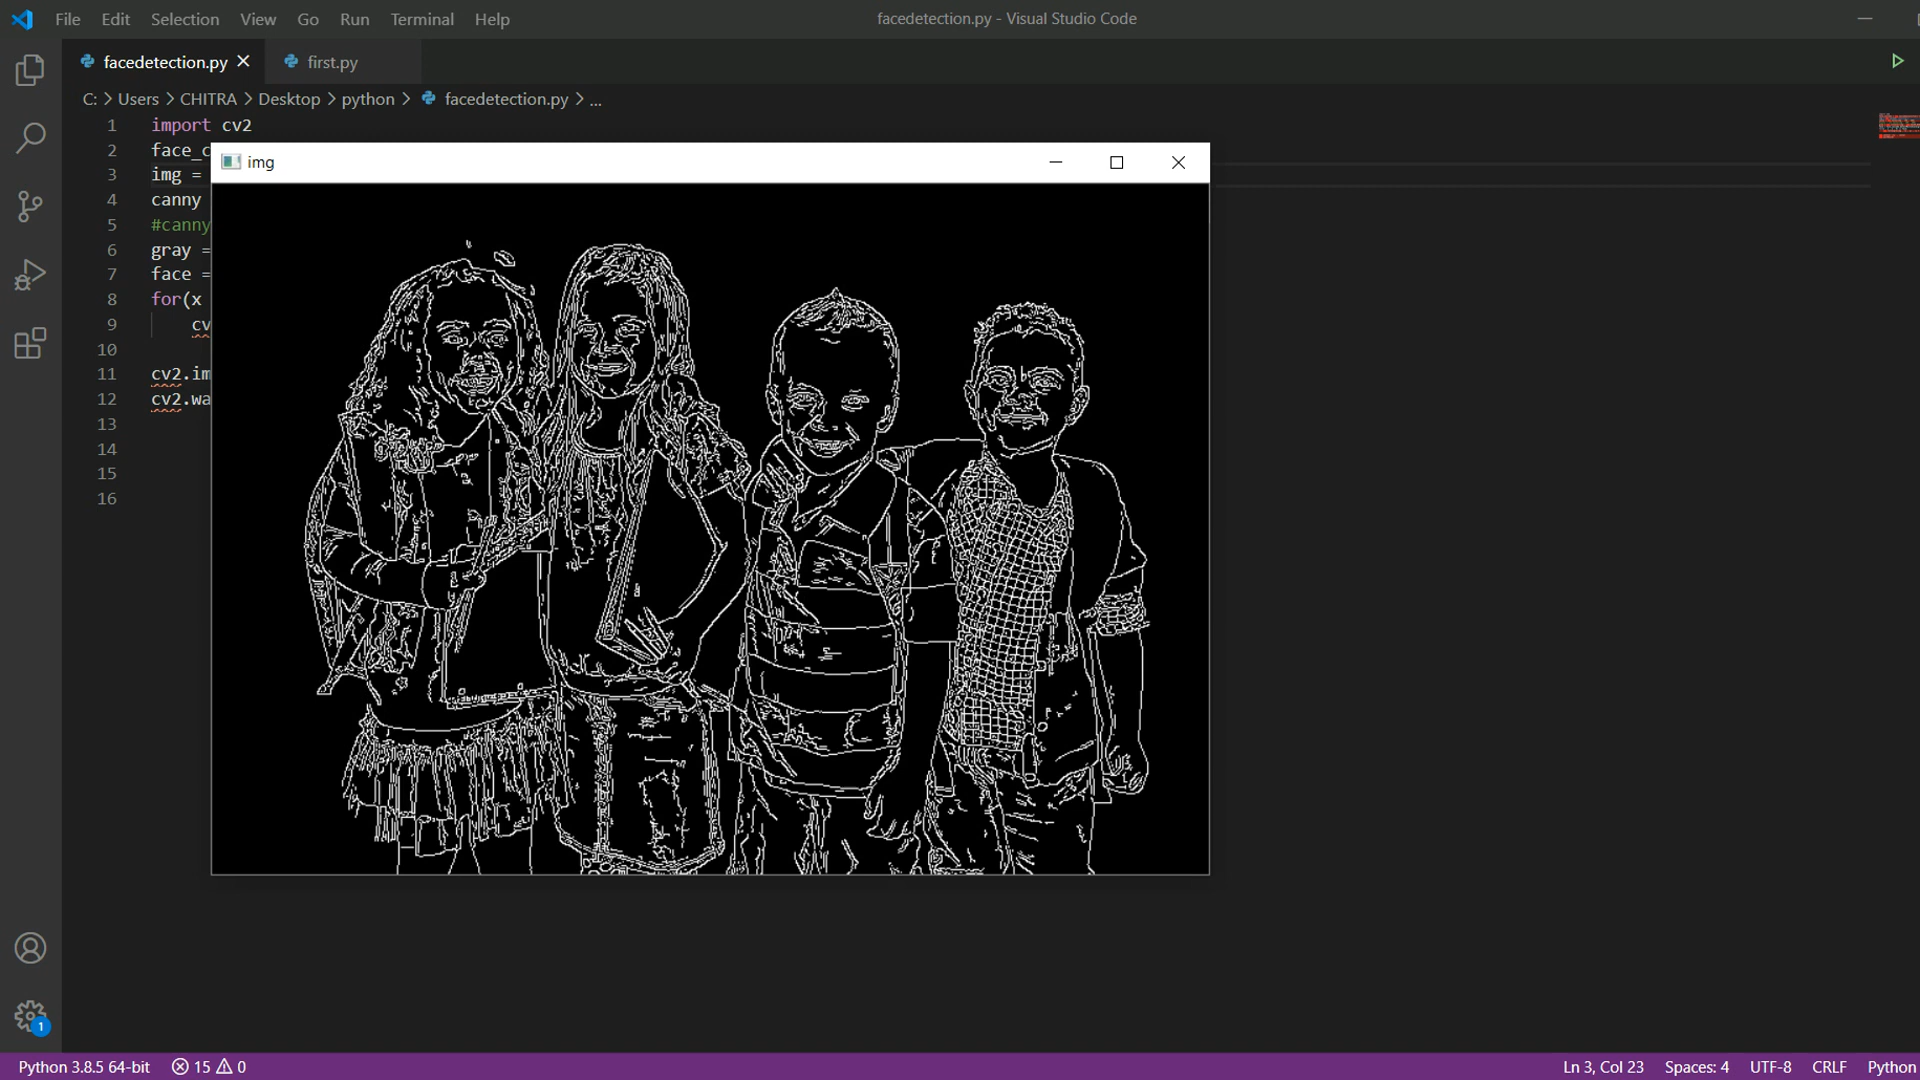 File Edit Selection View Go Run Terminal Help
facedetection.py - Visual Studio Code
facedetection.py first.py
C: > Users > CHITRA > Desktop > python > facedetection.py > ...
1 import cv2
2 face_c
img
3 img =
4 canny
5 #canny
6 gray =
7 face =
8 for(x
9 cv
10
11 cv2.im
12 cv2.wa
13
14
15
16
1
Python 3.8.5 64-bit 15 0 Ln 3, Col 23 Spaces: 4 UTF-8 CRLF Python